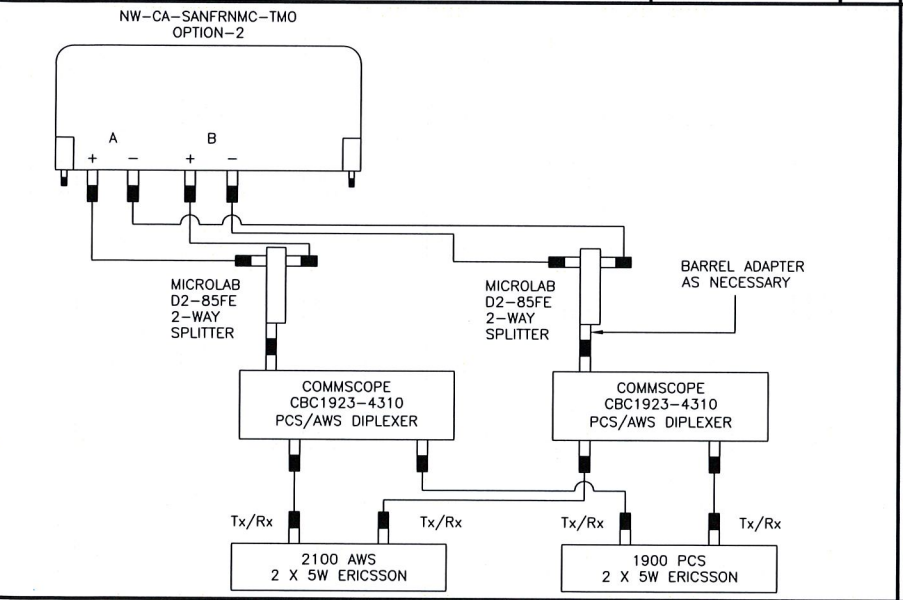 NW-CA-SANFRNMC-TMO
OPTION-2
A
B
+
-
+
-
MICROLAB
D2-85FE
2-WAY
SPLITTER
MICROLAB
D2-85FE
2-WAY
SPLITTER
BARREL ADAPTER
AS NECESSARY
COMMSCOPE
CBC1923-4310
PCS/AWS DIPLEXER
COMMSCOPE
CBC1923-4310
PCS/AWS DIPLEXER
Tx/Rx
Tx/Rx
Tx/Rx
Tx/Rx
2100 AWS
2 X 5W ERICSSON
1900 PCS
2 X 5W ERICSSON